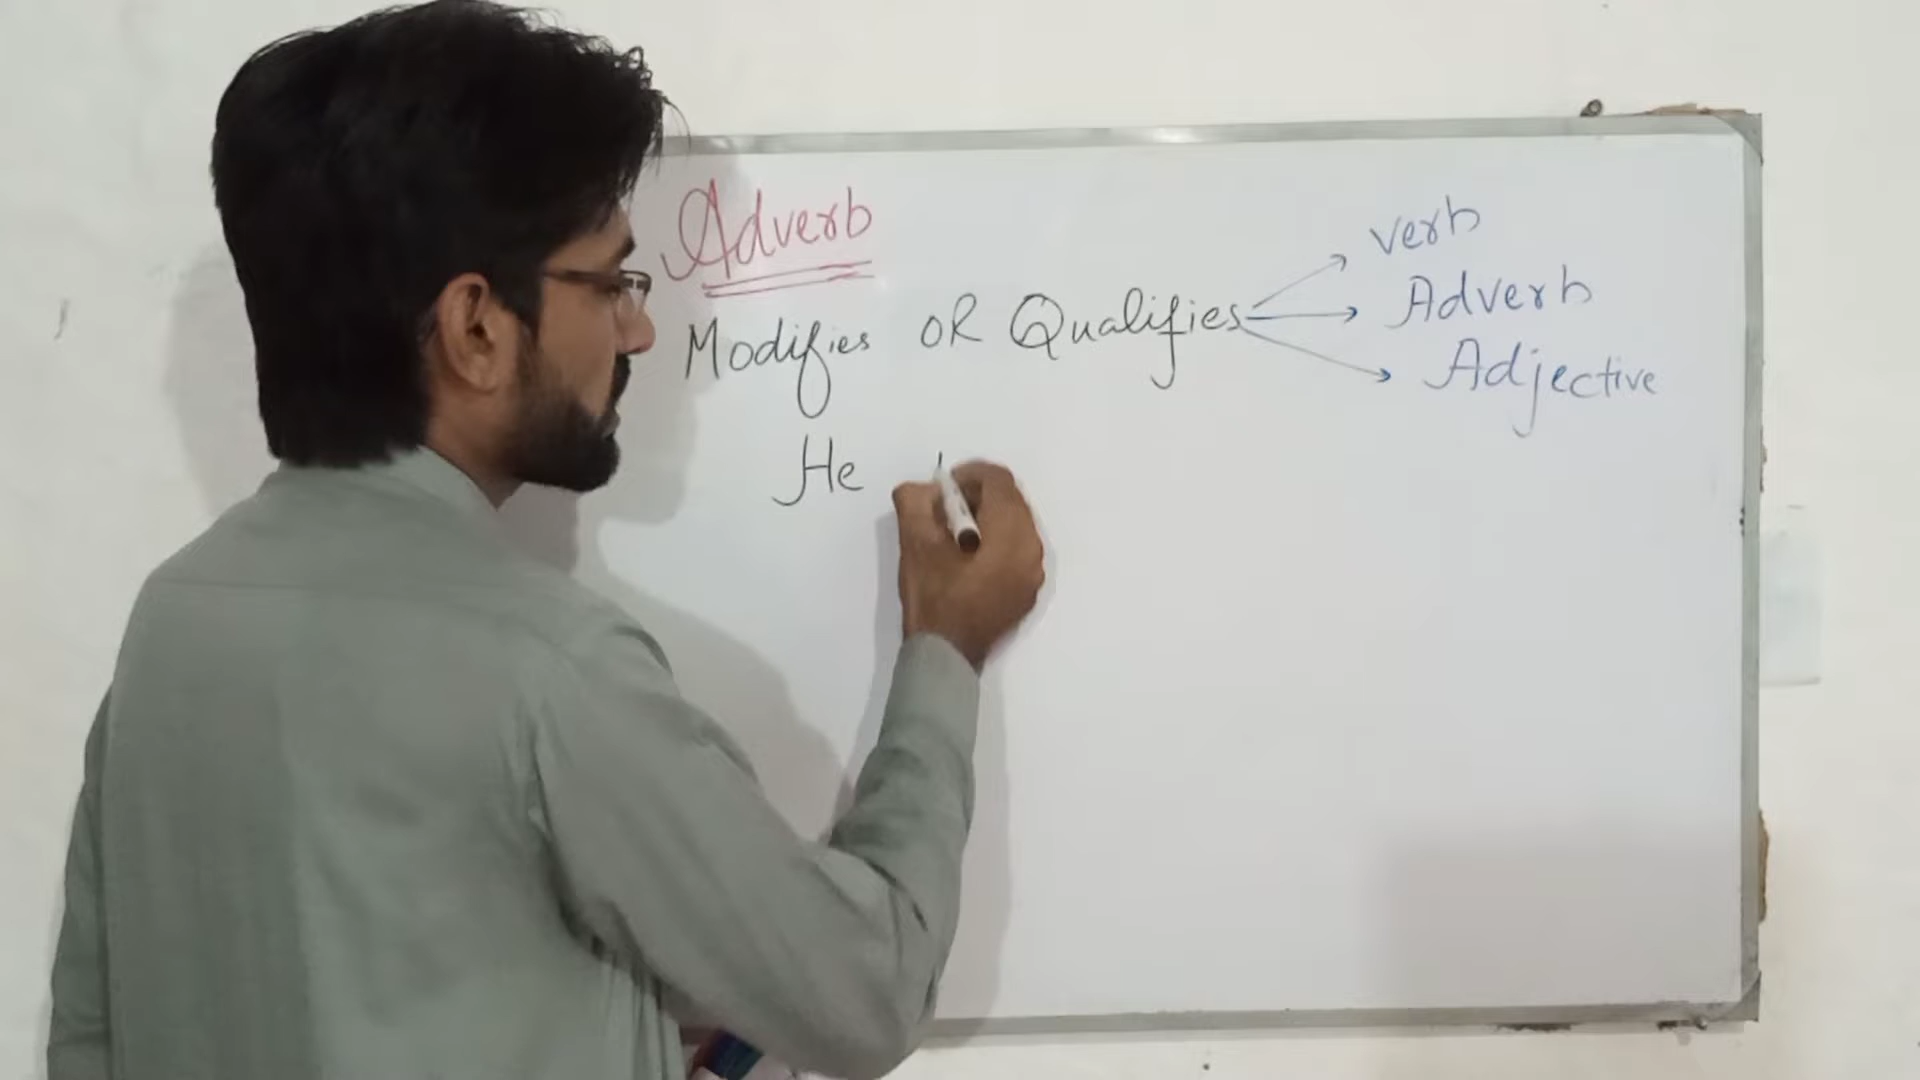 Adverb
Modifies OR Qualifies
verb
Adverb
Adjective
He